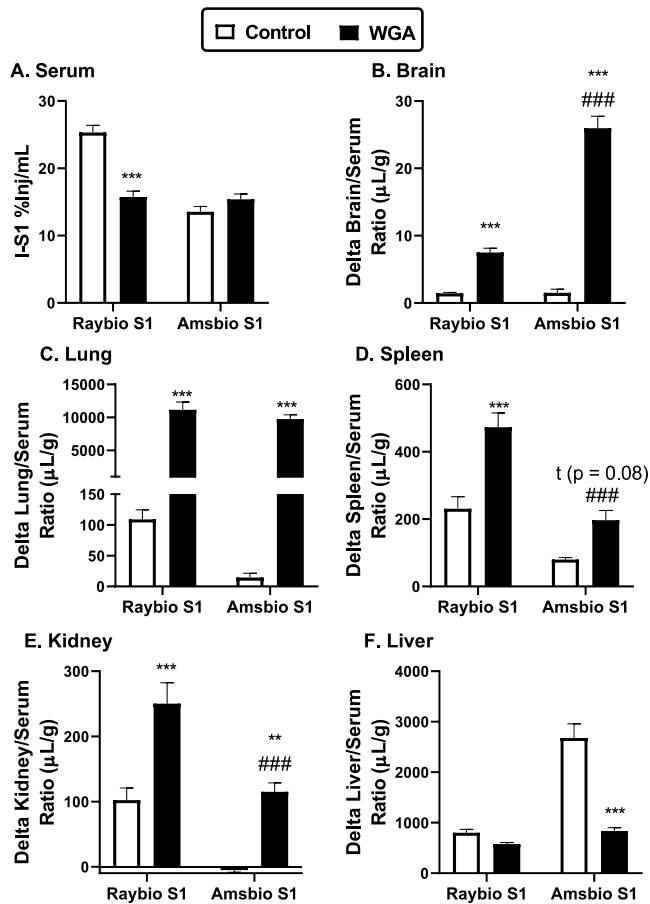 Control WGA
A. Serum
I-S1 %Inj/mL
30
20
10
0
***
Raybio S1 Amsbio S1
B. Brain
Delta Brain/Serum
Ratio (μL/g)
30
20
10
0
***
***
###
Raybio S1 Amsbio S1
C. Lung
Delta Lung/Serum
Ratio (μL/g)
15000
10000
5000
150
100
50
0
***
***
Raybio S1 Amsbio S1
D. Spleen
Delta Spleen/Serum
Ratio (μL/g)
600
400
200
0
***
t (p = 0.08)
###
Raybio S1 Amsbio S1
E. Kidney
Delta Kidney/Serum
Ratio (μL/g)
300
200
100
0
***
**
###
Raybio S1 Amsbio S1
F. Liver
Delta Liver/Serum
Ratio (μL/g)
4000
3000
2000
1000
0
***
Raybio S1 Amsbio S1